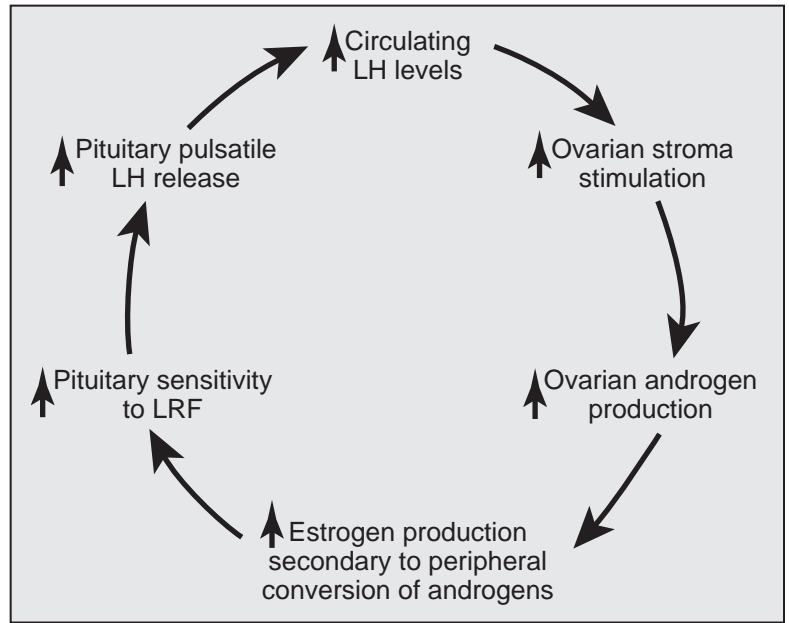 Circulating
LH levels
Ovarian stroma
stimulation
Ovarian androgen
production
Estrogen production
secondary to peripheral
conversion of androgens
Pituitary sensitivity
to LRF
Pituitary pulsatile
LH release